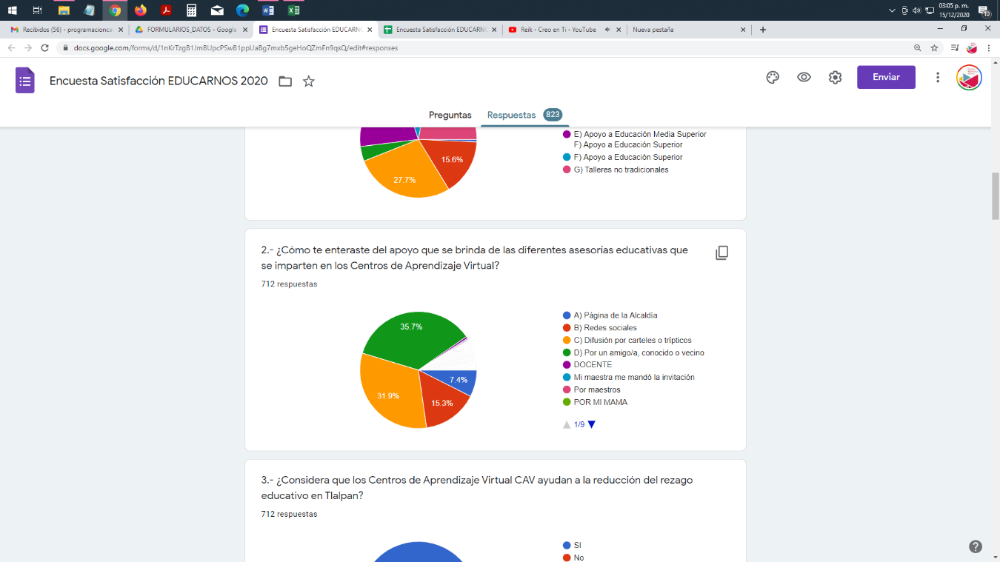 03:05 p. m.
15/12/2020
10
Recibidos (56) - programacionca
FORMULARIOS_DATOS - Google
Encuesta Satisfacción EDUCARNO
Encuesta Satisfacción EDUCARNO
Reik - Creo en Ti - YouTube
Nueva pestaña
docs.google.com/forms/d/1nKrTzgB1JmBUpcPSwB1ppUaBg7mxb5geHoQZmFn9qsQ/edit#responses
Encuesta Satisfacción EDUCARNOS 2020
Enviar
Preguntas
Respuestas 823
E) Apoyo a Educación Media Superior
F) Apoyo a Educación Superior
F) Apoyo a Educación Superior
G) Talleres no tradicionales
15.6%
27.7%
2.- ¿Cómo te enteraste del apoyo que se brinda de las diferentes asesorías educativas que
se imparten en los Centros de Aprendizaje Virtual?
712 respuestas
35.7%
7.4%
31.9%
15.3%
A) Página de la Alcaldía
B) Redes sociales
C) Difusión por carteles o trípticos
D) Por un amigo/a, conocido o vecino
DOCENTE
Mi maestra me mandó la invitación
Por maestros
POR MI MAMA
1/9
3.- ¿Considera que los Centros de Aprendizaje Virtual CAV ayudan a la reducción del rezago
educativo en Tlalpan?
712 respuestas
SI
No